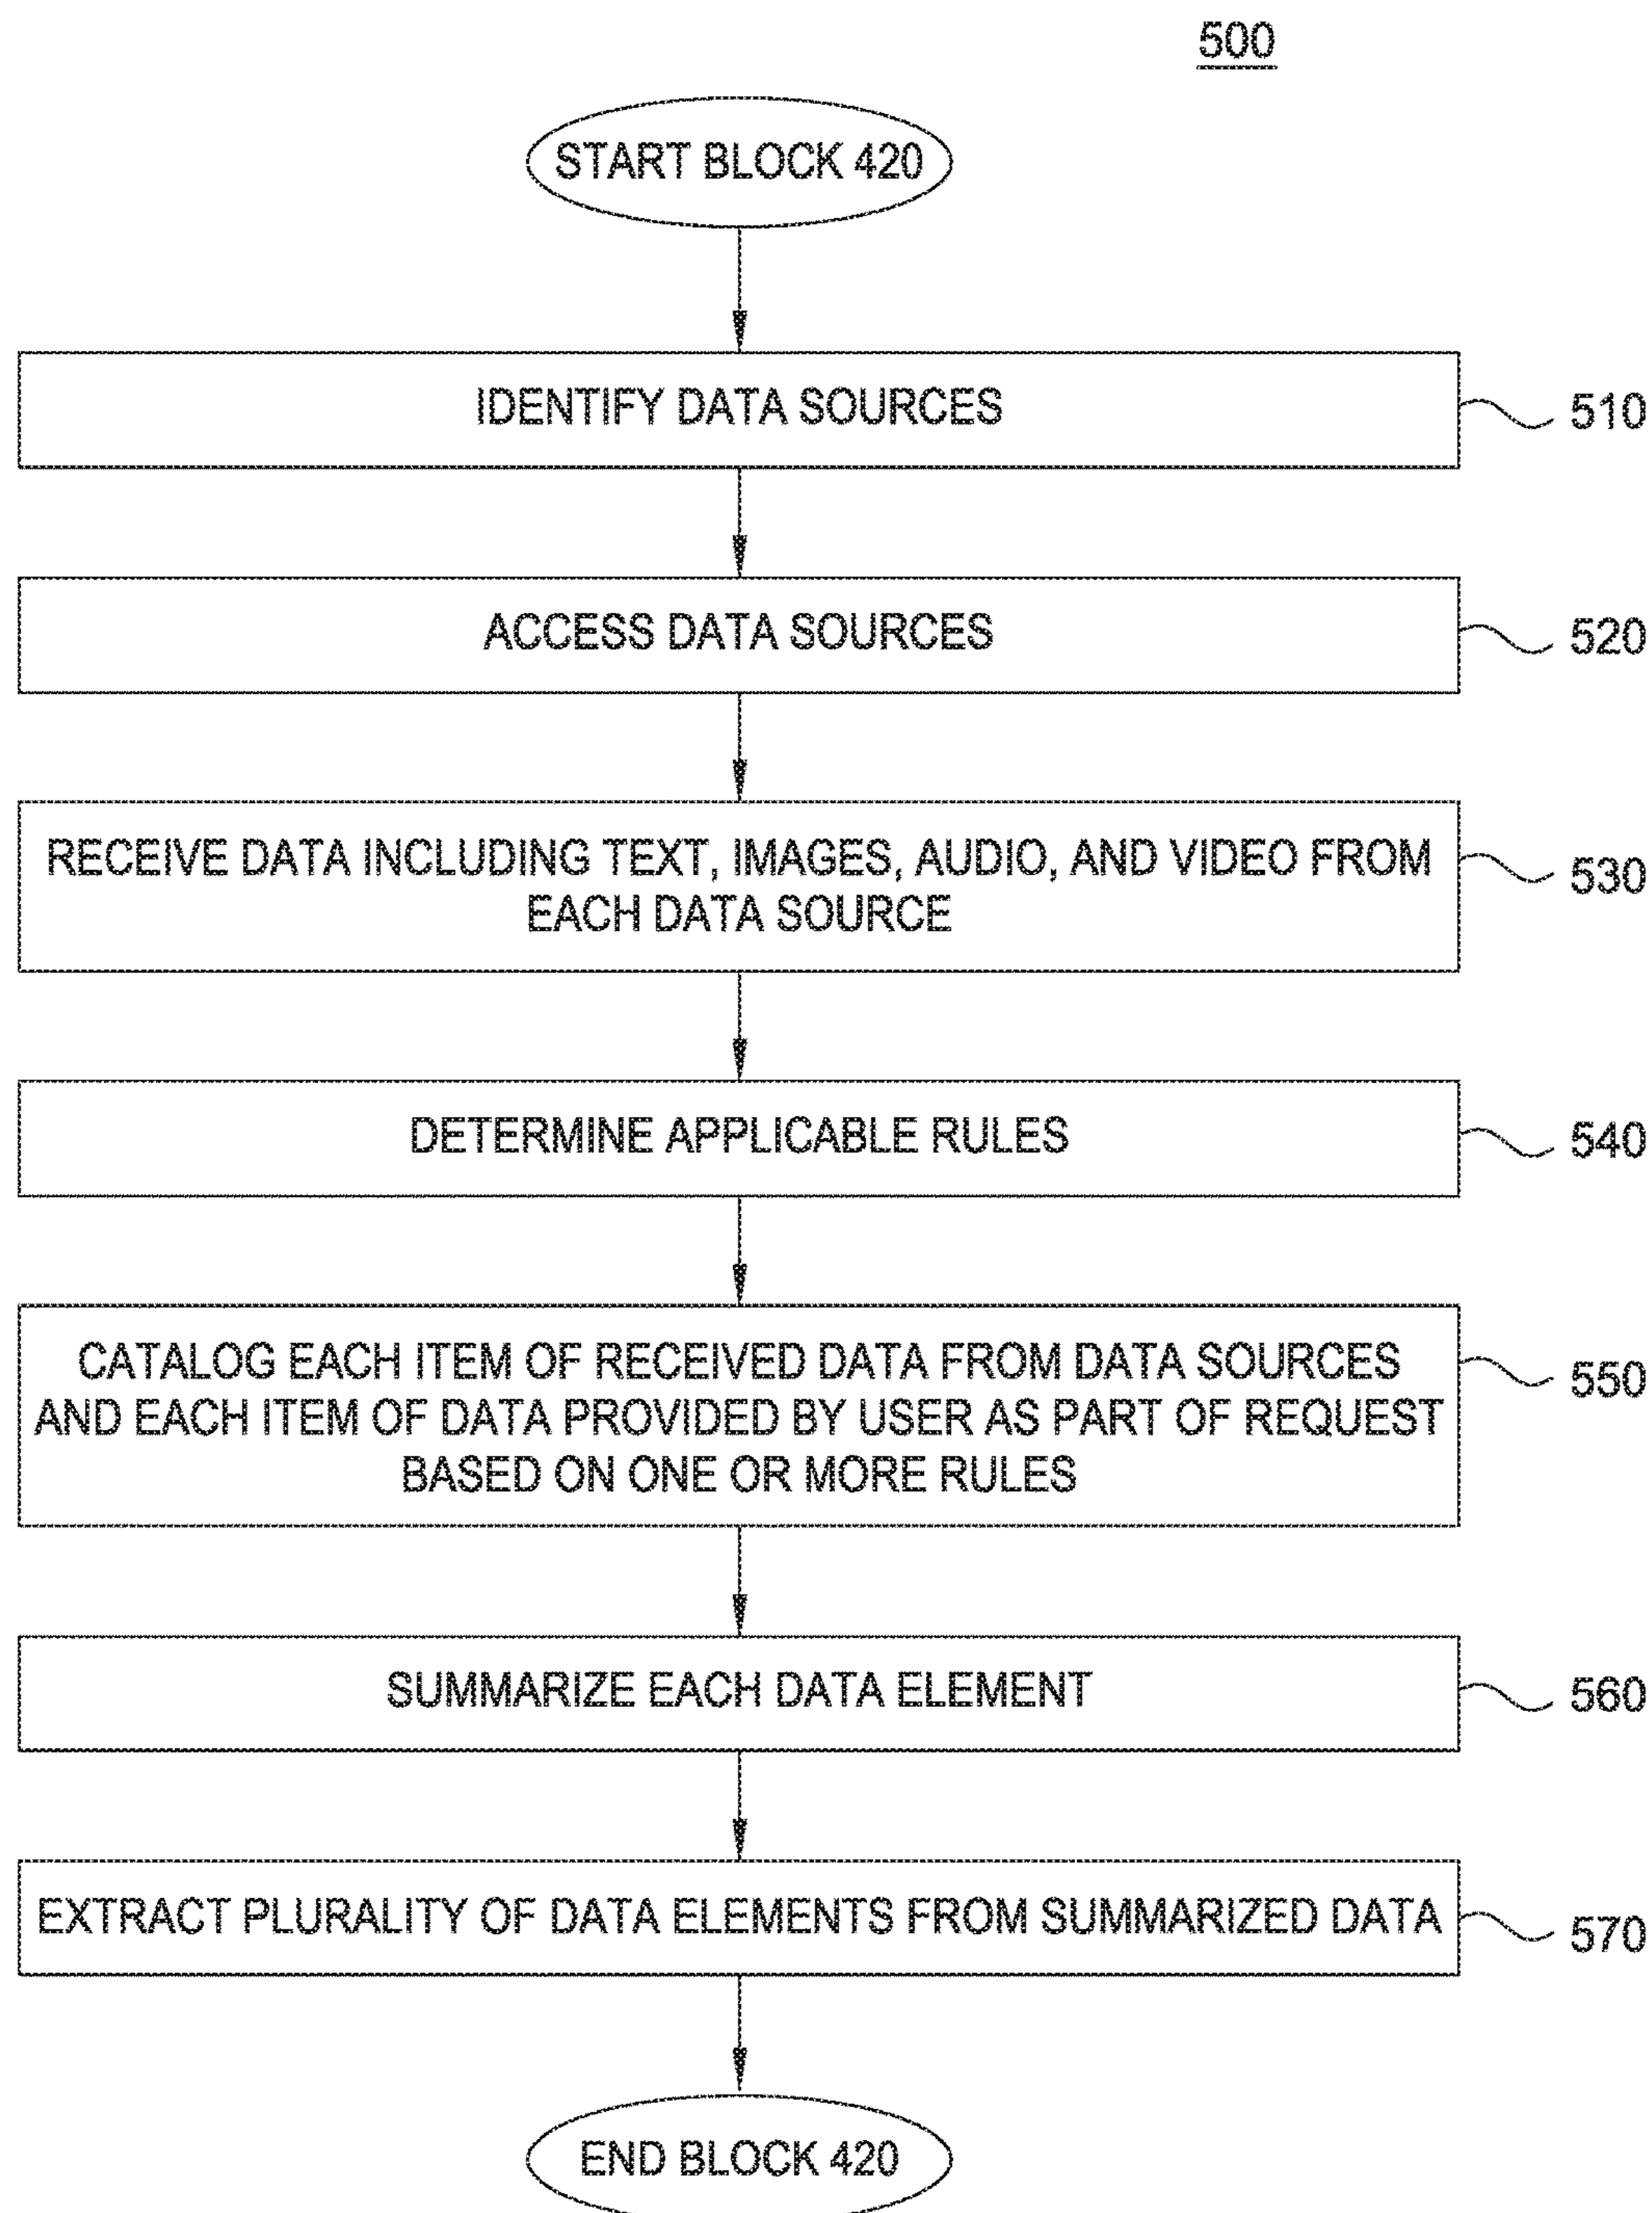 500
START BLOCK 420
IDENTIFY DATA SOURCES
510
ACCESS DATA SOURCES
520
RECEIVE DATA INCLUDING TEXT, IMAGES, AUDIO, AND VIDEO FROM
EACH DATA SOURCE
530
DETERMINE APPLICABLE RULES
540
CATALOG EACH ITEM OF RECEIVED DATA FROM DATA SOURCES
AND EACH ITEM OF DATA PROVIDED BY USER AS PART OF REQUEST
BASED ON ONE OR MORE RULES
550
SUMMARIZE EACH DATA ELEMENT
560
EXTRACT PLURALITY OF DATA ELEMENTS FROM SUMMARIZED DATA
570
END BLOCK 420